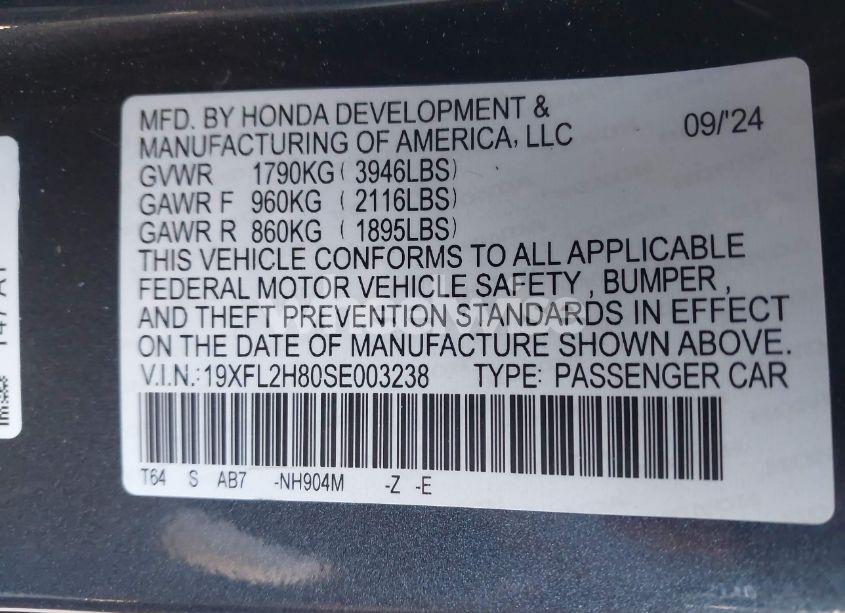 MFD. BY HONDA DEVELOPMENT &
MANUFACTURING OF AMERICA, LLC
09/'24
GVWR 1790KG ( 3946LBS)
GAWR F 960KG ( 2116LBS)
GAWR R 860KG ( 1895LBS)
THIS VEHICLE CONFORMS TO ALL APPLICABLE
FEDERAL MOTOR VEHICLE SAFETY , BUMPER ,
AND THEFT PREVENTION STANDARDS IN EFFECT
ON THE DATE OF MANUFACTURE SHOWN ABOVE.
V.I.N.: 19XFL2H80SE003238 TYPE: PASSENGER CAR
T64 S AB7 -NH904M -Z -E